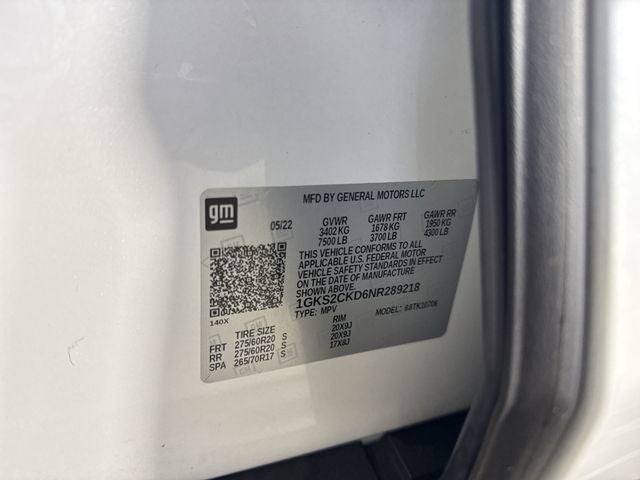 gm
MFD BY GENERAL MOTORS LLC
05/22
GVWR GAWR FRT GAWR RR
3402 KG 1678 KG 1950 KG
7500 LB 3700 LB 4300 LB
THIS VEHICLE CONFORMS TO ALL
APPLICABLE U.S. FEDERAL MOTOR
VEHICLE SAFETY STANDARDS IN EFFECT
ON THE DATE OF MANUFACTURE
SHOWN ABOVE.
1GKS2CKD6NR289218
TYPE: MPV MODEL:
140X
TIRE SIZE RIM
FRT 275/60R20 S 20X9J
RR 275/60R20 S 20X9J
SPA 265/70R17 S 17X8J